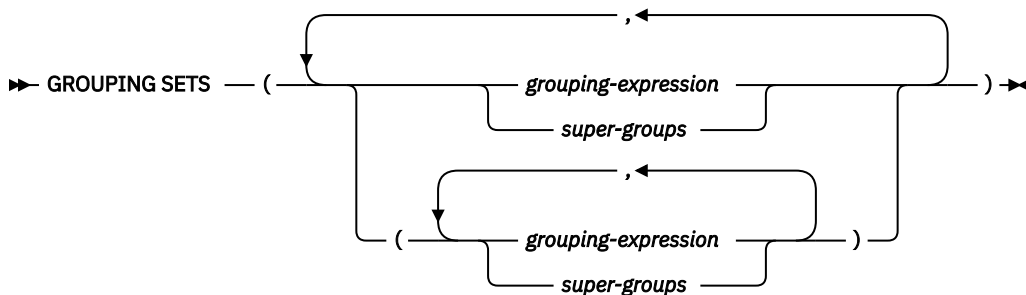 ,
GROUPING SETS ( grouping-expression )
super-groups
,
( grouping-expression )
super-groups